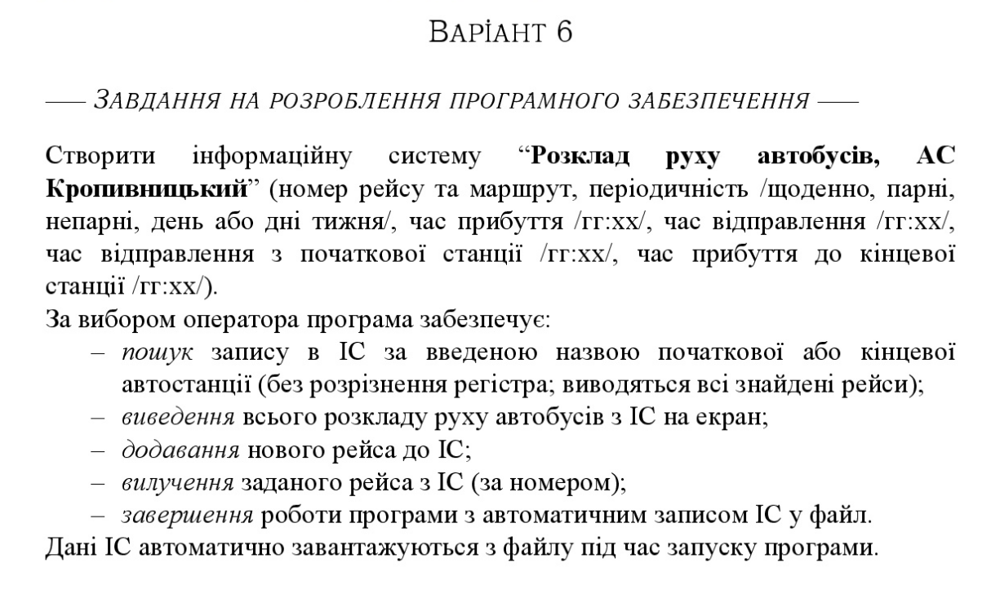 ВАРІАНТ 6
— ЗАВДАННЯ НА РОЗРОБЛЕННЯ ПРОГРАМНОГО ЗАБЕЗПЕЧЕННЯ —
Створити інформаційну систему “Розклад руху автобусів, АС
Кропивницький” (номер рейсу та маршрут, періодичність /щоденно, парні,
непарні, день або дні тижня/, час прибуття /гг:хх/, час відправлення /гг:хх/,
час відправлення з початкової станції /гг:хх/, час прибуття до кінцевої
станції /гг:хх/).
За вибором оператора програма забезпечує:
– пошук запису в ІС за введеною назвою початкової або кінцевої
автостанції (без розрізнення регістра; виводяться всі знайдені рейси);
– виведення всього розкладу руху автобусів з ІС на екран;
– додавання нового рейса до ІС;
– вилучення заданого рейса з ІС (за номером);
– завершення роботи програми з автоматичним записом ІС у файл.
Дані ІС автоматично завантажуються з файлу під час запуску програми.